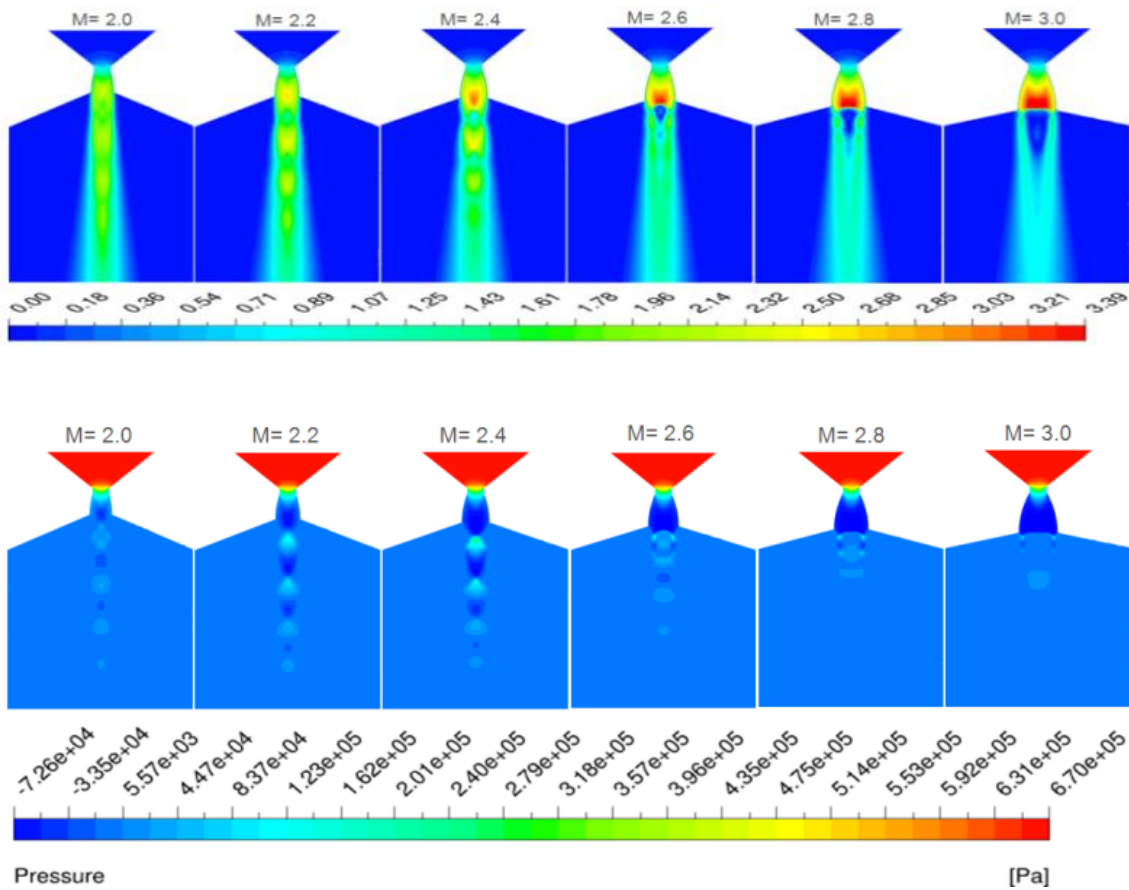 M= 2.0 M= 2.2 M= 2.4 M= 2.6 M= 2.8 M= 3.0
0.00 0.18 0.36 0.54 0.71 0.89 1.07 1.25 1.43 1.61 1.78 1.96 2.14 2.32 2.50 2.68 2.85 3.03 3.21 3.39
M= 2.0 M= 2.2 M= 2.4 M= 2.6 M= 2.8 M= 3.0
-7.26e+04 -3.35e+04 5.57e+03 4.47e+04 8.37e+04 1.23e+05 1.62e+05 2.01e+05 2.40e+05 2.79e+05 3.18e+05 3.57e+05 3.96e+05 4.35e+05 4.75e+05 5.14e+05 5.53e+05 5.92e+05 6.31e+05 6.70e+05
Pressure [Pa]